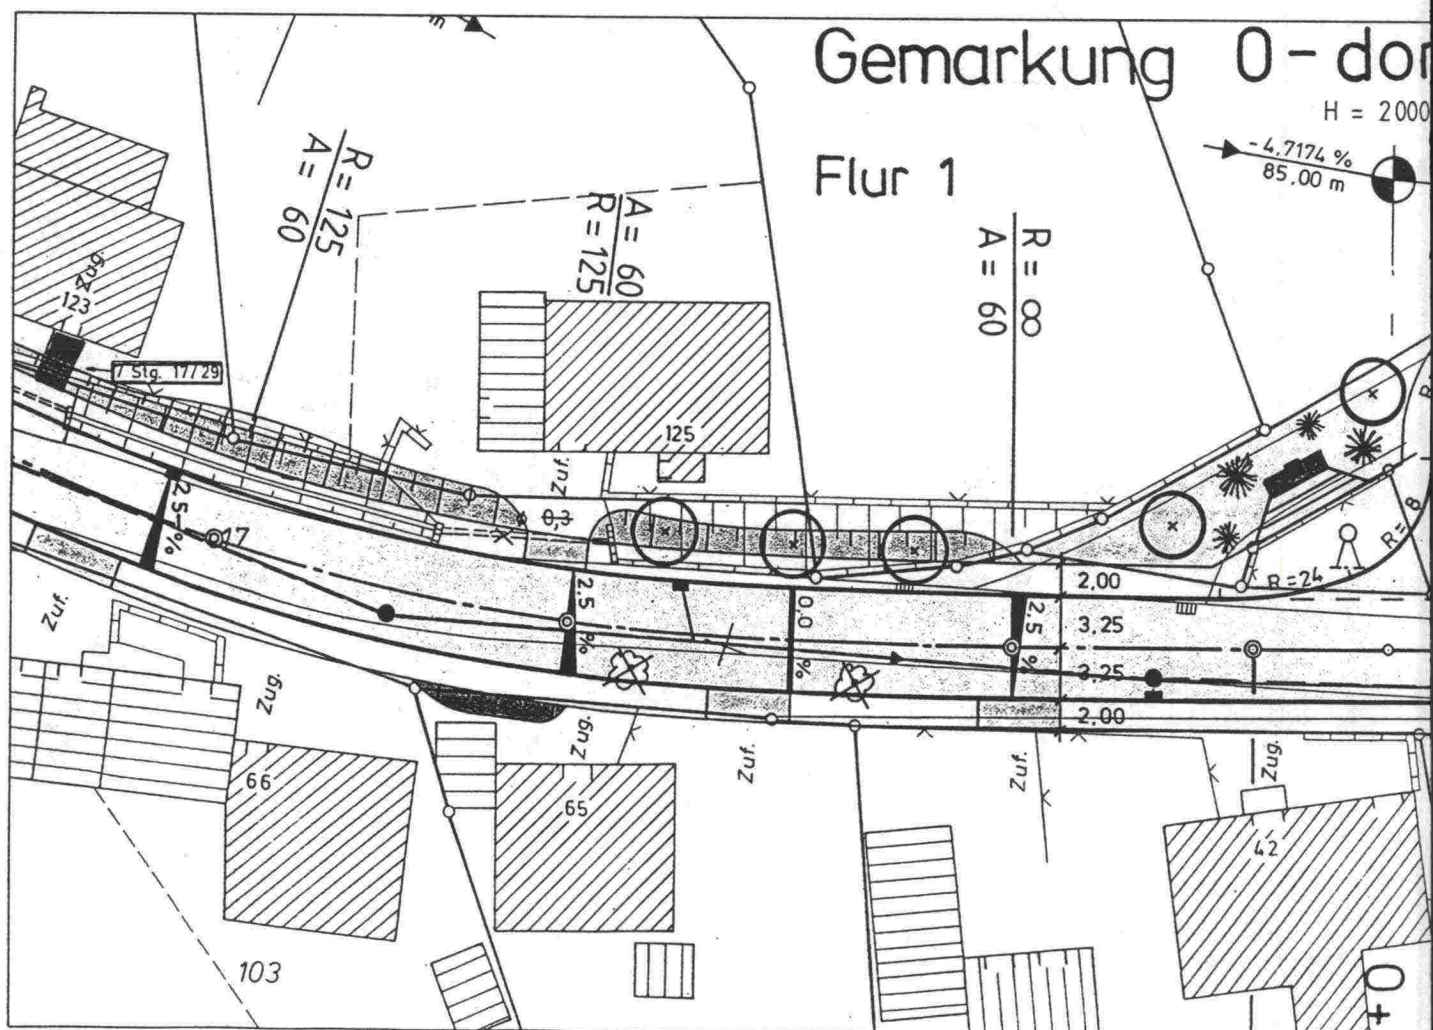 m
Gemarkung O-dor
H = 2000
-4,7174 %
85,00 m
Flur 1
R = 125
A = 60
A = 60
R = 125
R = ∞
A = 60
Zug.
123
7 Stg. 17/29
125
Zuf.
0,3
2.5 %
17
2.5 %
0.0 %
2.5 %
2,00
3,25
3,25
2,00
R=24
R= 8
R
Zuf.
Zug.
Zug.
Zuf.
Zuf.
Zug.
66
65
42
103
0+